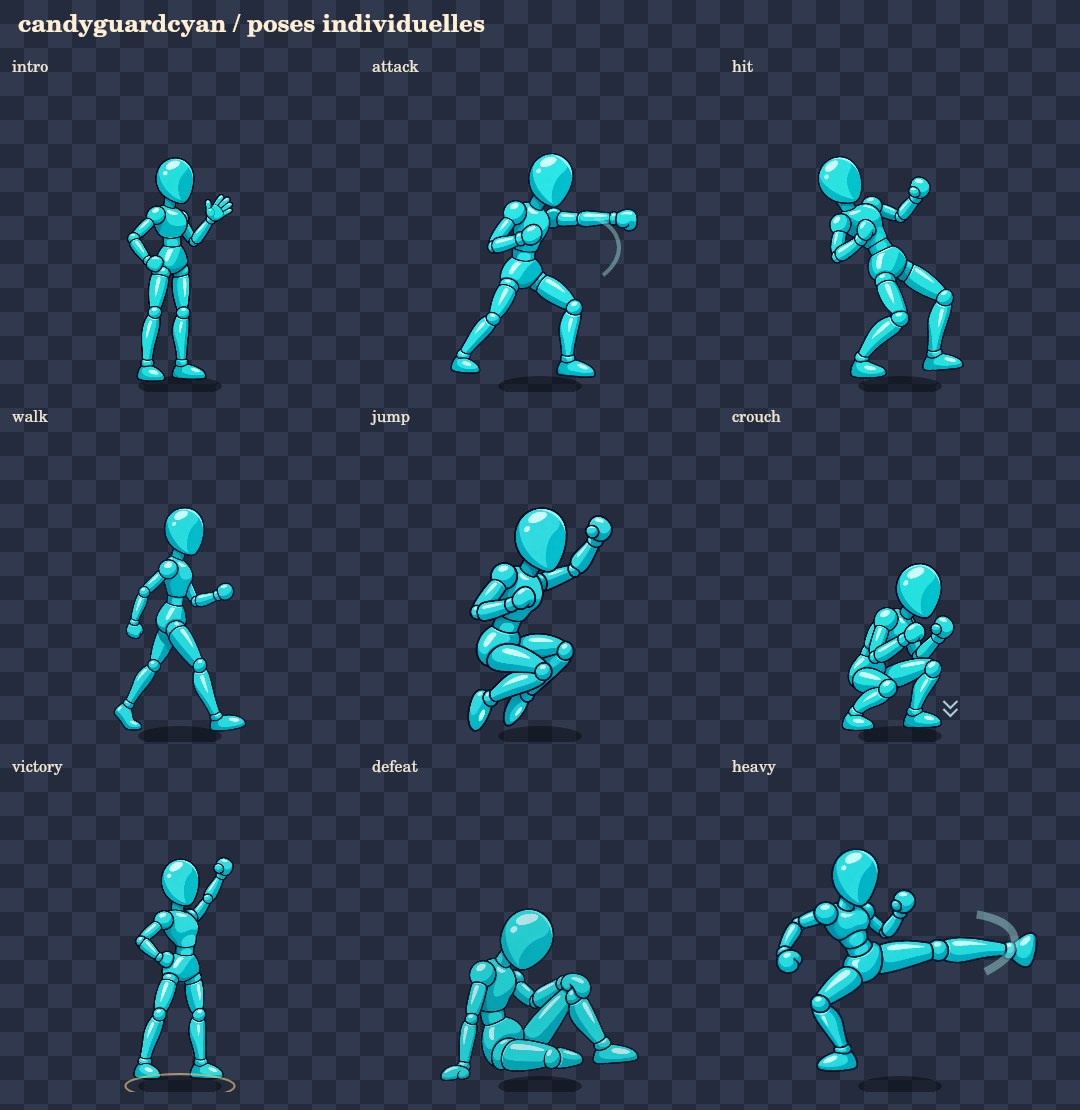 candyguardcyan / poses individuelles
intro
attack
hit
walk
jump
crouch
victory
defeat
heavy